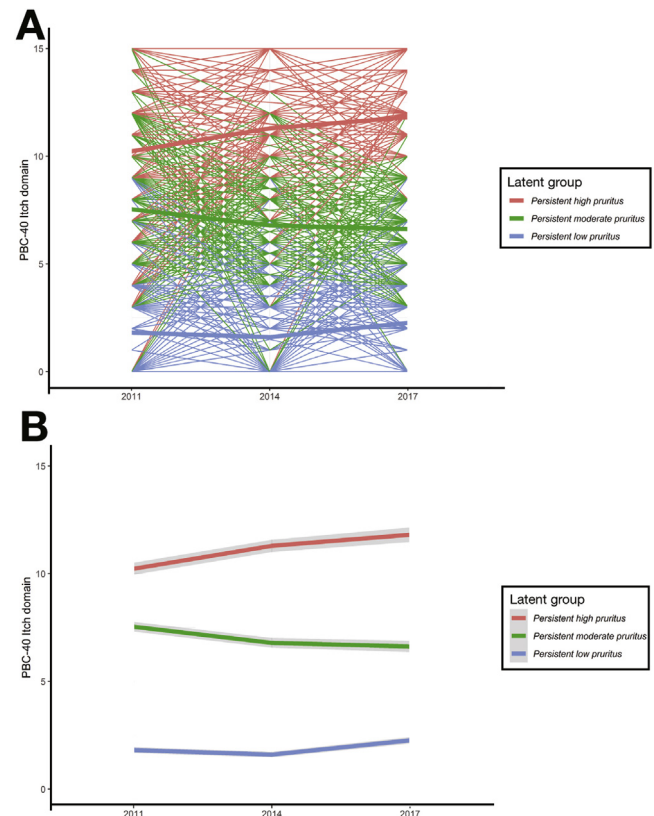 A
15
10
5
0
PBC-40 Itch domain
2011 2014 2017
Latent group
Persistent high pruritus
Persistent moderate pruritus
Persistent low pruritus
B
15
10
5
0
PBC-40 Itch domain
2011 2014 2017
Latent group
Persistent high pruritus
Persistent moderate pruritus
Persistent low pruritus